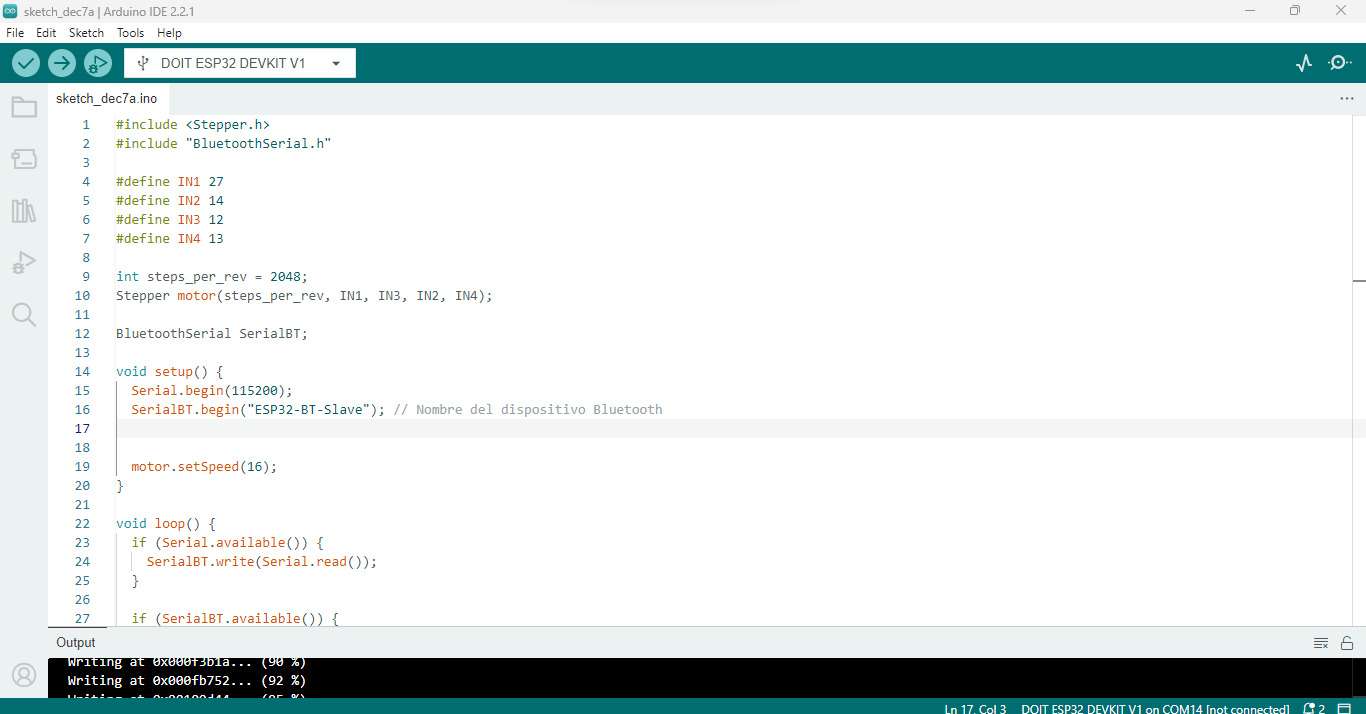 sketch_dec7a | Arduino IDE 2.2.1
File Edit Sketch Tools Help
DOIT ESP32 DEVKIT V1
sketch_dec7a.ino
1 #include <Stepper.h>
2 #include "BluetoothSerial.h"
3
4 #define IN1 27
5 #define IN2 14
6 #define IN3 12
7 #define IN4 13
8
9 int steps_per_rev = 2048;
10 Stepper motor(steps_per_rev, IN1, IN3, IN2, IN4);
11
12 BluetoothSerial SerialBT;
13
14 void setup() {
15 Serial.begin(115200);
16 SerialBT.begin("ESP32-BT-Slave"); // Nombre del dispositivo Bluetooth
17
18
19 motor.setSpeed(16);
20 }
21
22 void loop() {
23 if (Serial.available()) {
24 SerialBT.write(Serial.read());
25 }
26
27 if (SerialBT.available()) {
Output
Writing at 0x000f3b1a... (90 %)
Writing at 0x000fb752... (92 %)
Ln 17, Col 3 DOIT ESP32 DEVKIT V1 on COM14 [not connected] 2